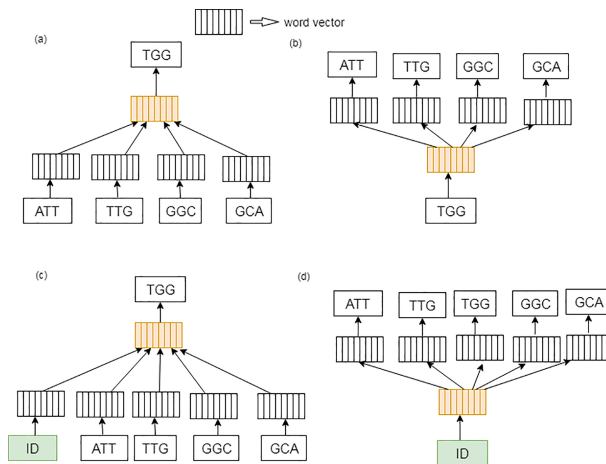 word vector
(a)
TGG
ATT TTG GGC GCA
(b)
ATT TTG GGC GCA
TGG
(c)
TGG
ID ATT TTG GGC GCA
(d)
ATT TTG TGG GGC GCA
ID